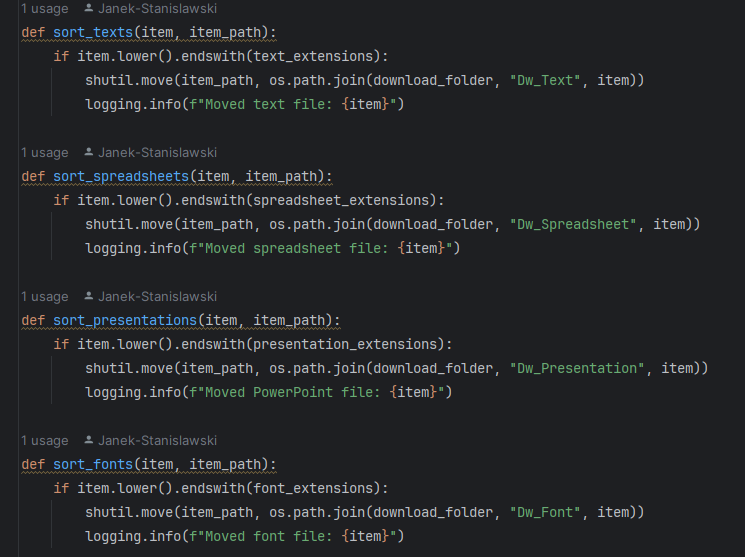 1 usage Janek-Stanislawski
def sort_texts(item, item_path):
    if item.lower().endswith(text_extensions):
        shutil.move(item_path, os.path.join(download_folder, "Dw_Text", item))
        logging.info(f"Moved text file: {item}")
1 usage Janek-Stanislawski
def sort_spreadsheets(item, item_path):
    if item.lower().endswith(spreadsheet_extensions):
        shutil.move(item_path, os.path.join(download_folder, "Dw_Spreadsheet", item))
        logging.info(f"Moved spreadsheet file: {item}")
1 usage Janek-Stanislawski
def sort_presentations(item, item_path):
    if item.lower().endswith(presentation_extensions):
        shutil.move(item_path, os.path.join(download_folder, "Dw_Presentation", item))
        logging.info(f"Moved PowerPoint file: {item}")
1 usage Janek-Stanislawski
def sort_fonts(item, item_path):
    if item.lower().endswith(font_extensions):
        shutil.move(item_path, os.path.join(download_folder, "Dw_Font", item))
        logging.info(f"Moved font file: {item}")